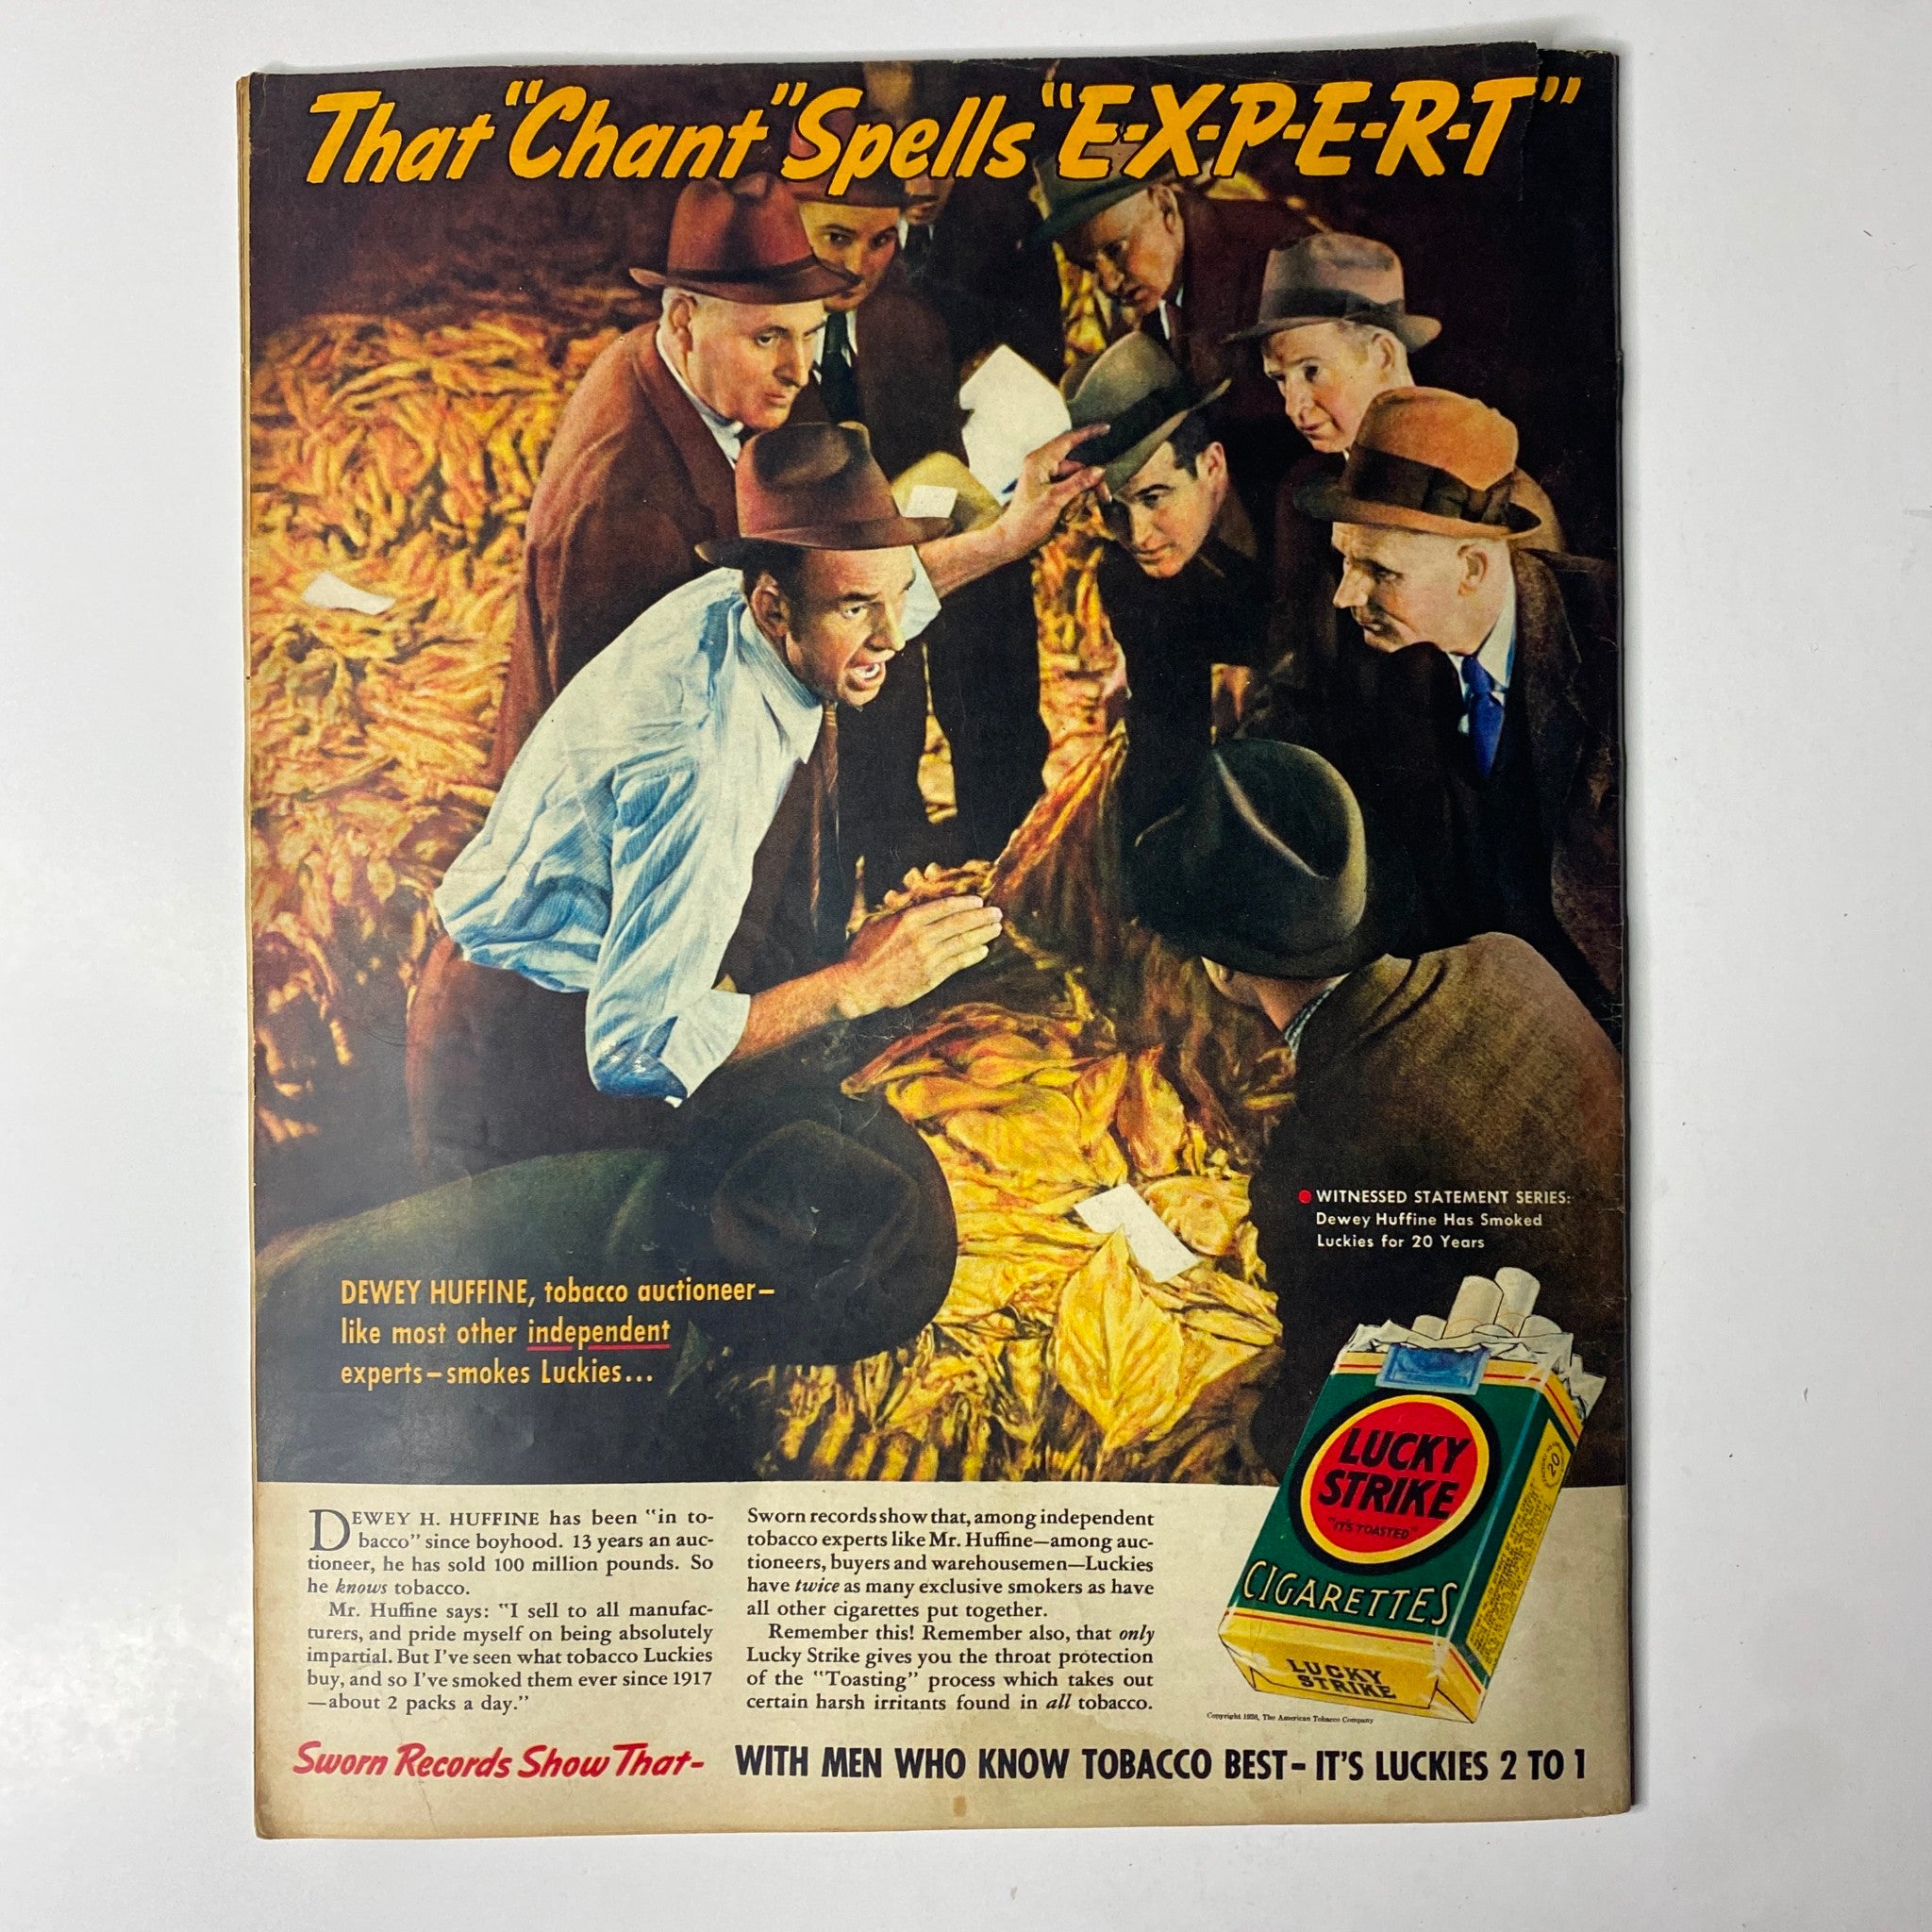 That "Chant" Spells "E-X-P-E-R-T"
WITNESSED STATEMENT SERIES:
Dewey Huffine Has Smoked
Luckies for 20 Years
DEWEY HUFFINE, tobacco auctioneer—
like most other independent
experts—smokes Luckies...
LUCKY
STRIKE
"IT'S TOASTED"
CIGARETTES
LUCKY
STRIKE
20
DEWEY H. HUFFINE has been "in to-
bacco" since boyhood. 13 years an auc-
tioneer, he has sold 100 million pounds. So
he knows tobacco.
Mr. Huffine says: "I sell to all manufac-
turers, and pride myself on being absolutely
impartial. But I've seen what tobacco Luckies
buy, and so I've smoked them ever since 1917
—about 2 packs a day."
Sworn records show that, among independent
tobacco experts like Mr. Huffine—among auc-
tioneers, buyers and warehousemen—Luckies
have twice as many exclusive smokers as have
all other cigarettes put together.
Remember this! Remember also, that only
Lucky Strike gives you the throat protection
of the "Toasting" process which takes out
certain harsh irritants found in all tobacco.
Copyright 1938, The American Tobacco Company
Sworn Records Show That- WITH MEN WHO KNOW TOBACCO BEST—IT'S LUCKIES 2 TO 1